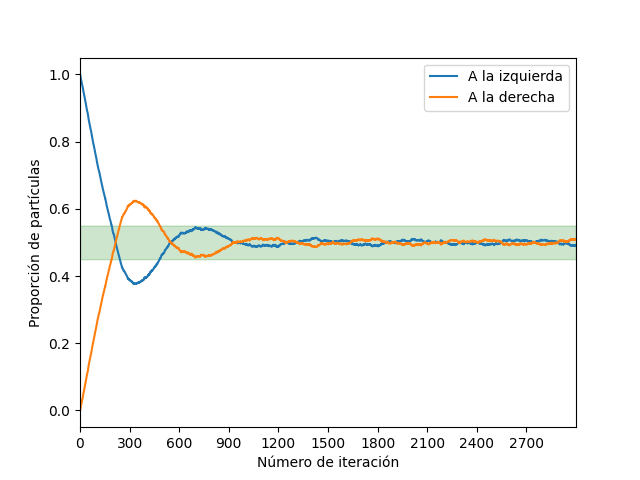 A la izquierda
A la derecha
1.0
0.8
0.6
0.4
0.2
0.0
Proporción de partículas
0 300 600 900 1200 1500 1800 2100 2400 2700
Número de iteración